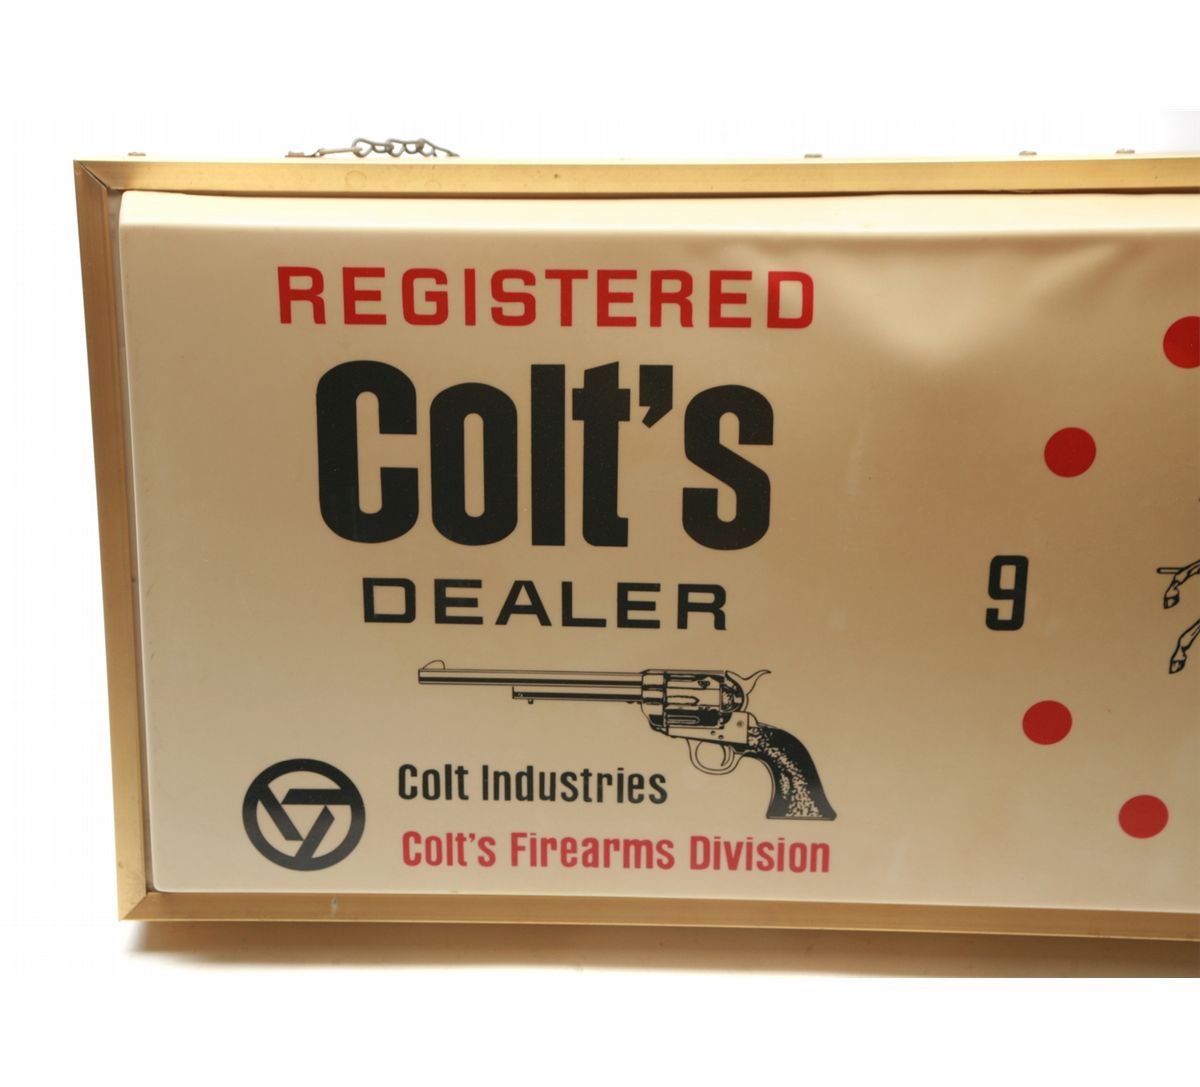 REGISTERED
Colt's
DEALER
9
Colt Industries
Colt's Firearms Division